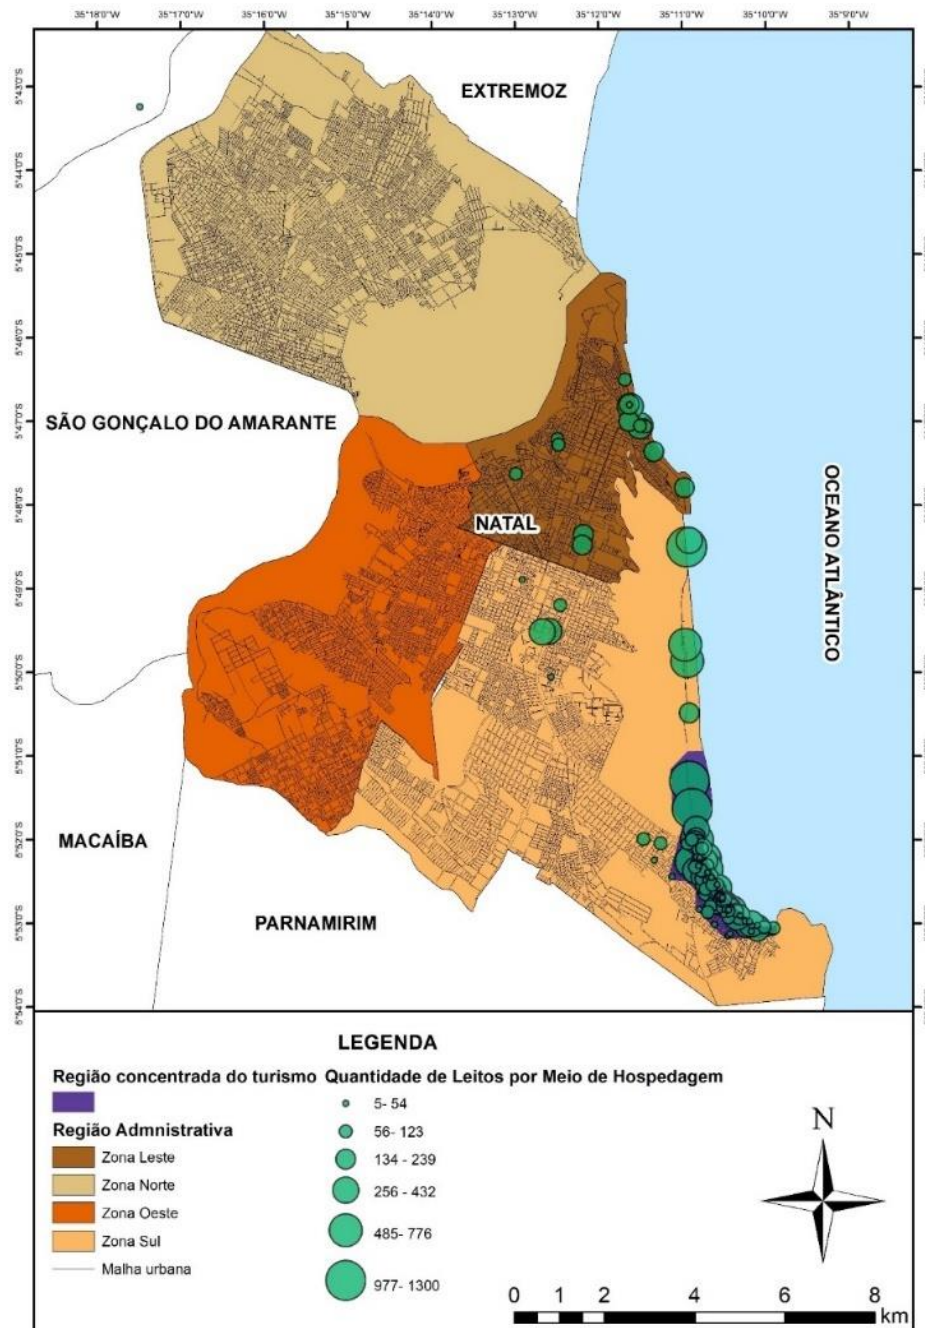 35°18'0"W 35°17'0"W 35°16'0"W 35°15'0"W 35°14'0"W 35°13'0"W 35°12'0"W 35°11'0"W 35°10'0"W 35°9'0"W
5°43'0"S
5°44'0"S
5°45'0"S
5°46'0"S
5°47'0"S
5°48'0"S
5°49'0"S
5°50'0"S
5°51'0"S
5°52'0"S
5°53'0"S
5°54'0"S
EXTREMOZ
SÃO GONÇALO DO AMARANTE
NATAL
OCEANO ATLÂNTICO
MACAÍBA
PARNAMIRIM
LEGENDA
Região concentrada do turismo
Região Admnistrativa
Zona Leste
Zona Norte
Zona Oeste
Zona Sul
Malha urbana
Quantidade de Leitos por Meio de Hospedagem
5- 54
56- 123
134 - 239
256 - 432
485- 776
977- 1300
N
0 1 2 4 6 8
km